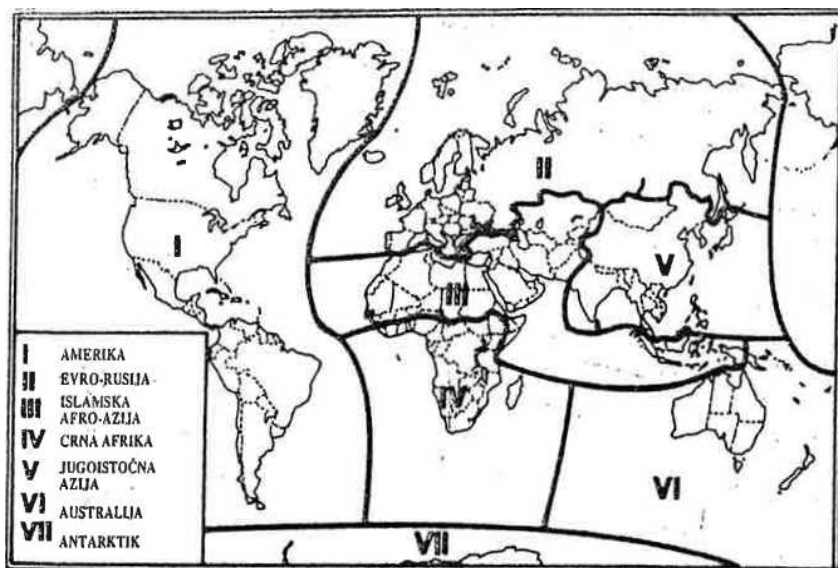 II
I
V
III
IV
VI
VII
I AMERIKA
II EVRO-RUSIJA
III ISLAMSKA
AFRO-AZIJA
IV CRNA AFRIKA
V JUGOISTOČNA
AZIJA
VI AUSTRALIJA
VII ANTARKTIK